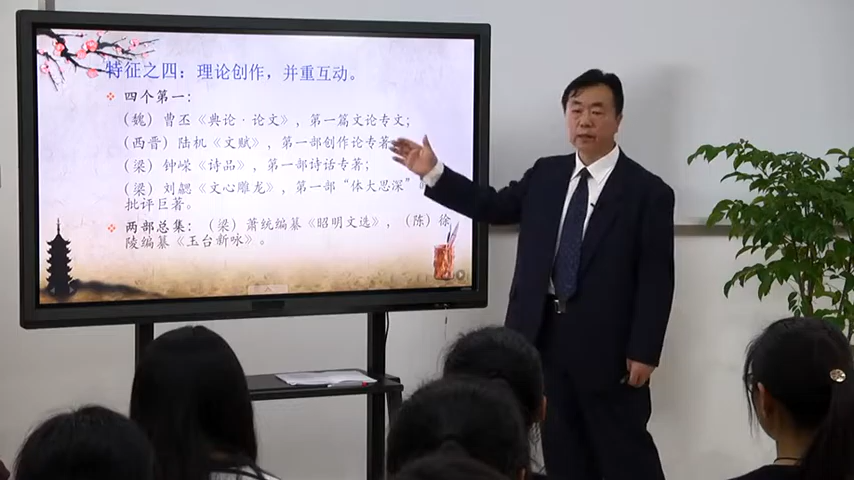 特征之四：理论创作，并重互动。
四个第一：
（魏）曹丕《典论·论文》，第一篇文论专文；
（西晋）陆机《文赋》，第一部创作论专著
（梁）钟嵘《诗品》，第一部诗话专著；
（梁）刘勰《文心雕龙》，第一部“体大思深”
批评巨著。
两部总集：（梁）萧统编纂《昭明文选》，（陈）徐
陵编纂《玉台新咏》。